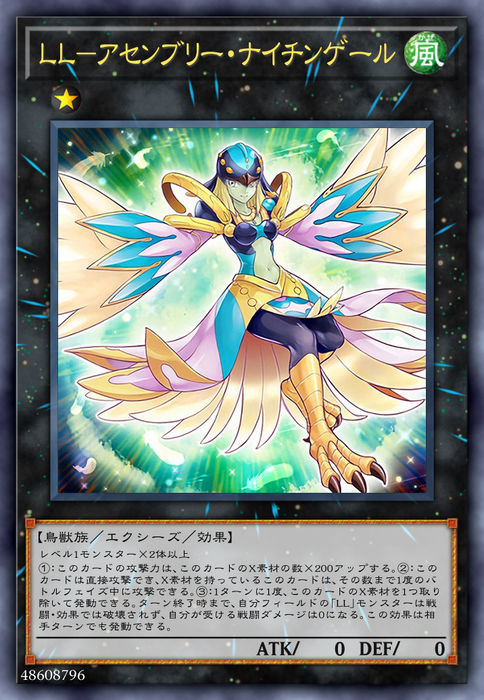 LL－アセンブリー・ナイチンゲール
かぜ
風
【鳥獣族／エクシーズ／効果】
レベル1モンスター×2体以上
①：このカードの攻撃力は、このカードのX素材の数×200アップする。②：この
カードは直接攻撃でき、X素材を持っているこのカードは、その数まで1度のバ
トルフェイズ中に攻撃できる。③：1ターンに1度、このカードのX素材を1つ取り
除いて発動できる。ターン終了時まで、自分フィールドの「LL」モンスターは戦
闘・効果では破壊されず、自分が受ける戦闘ダメージは0になる。この効果は相
手ターンでも発動できる。
ATK/ 0 DEF/ 0
48608796